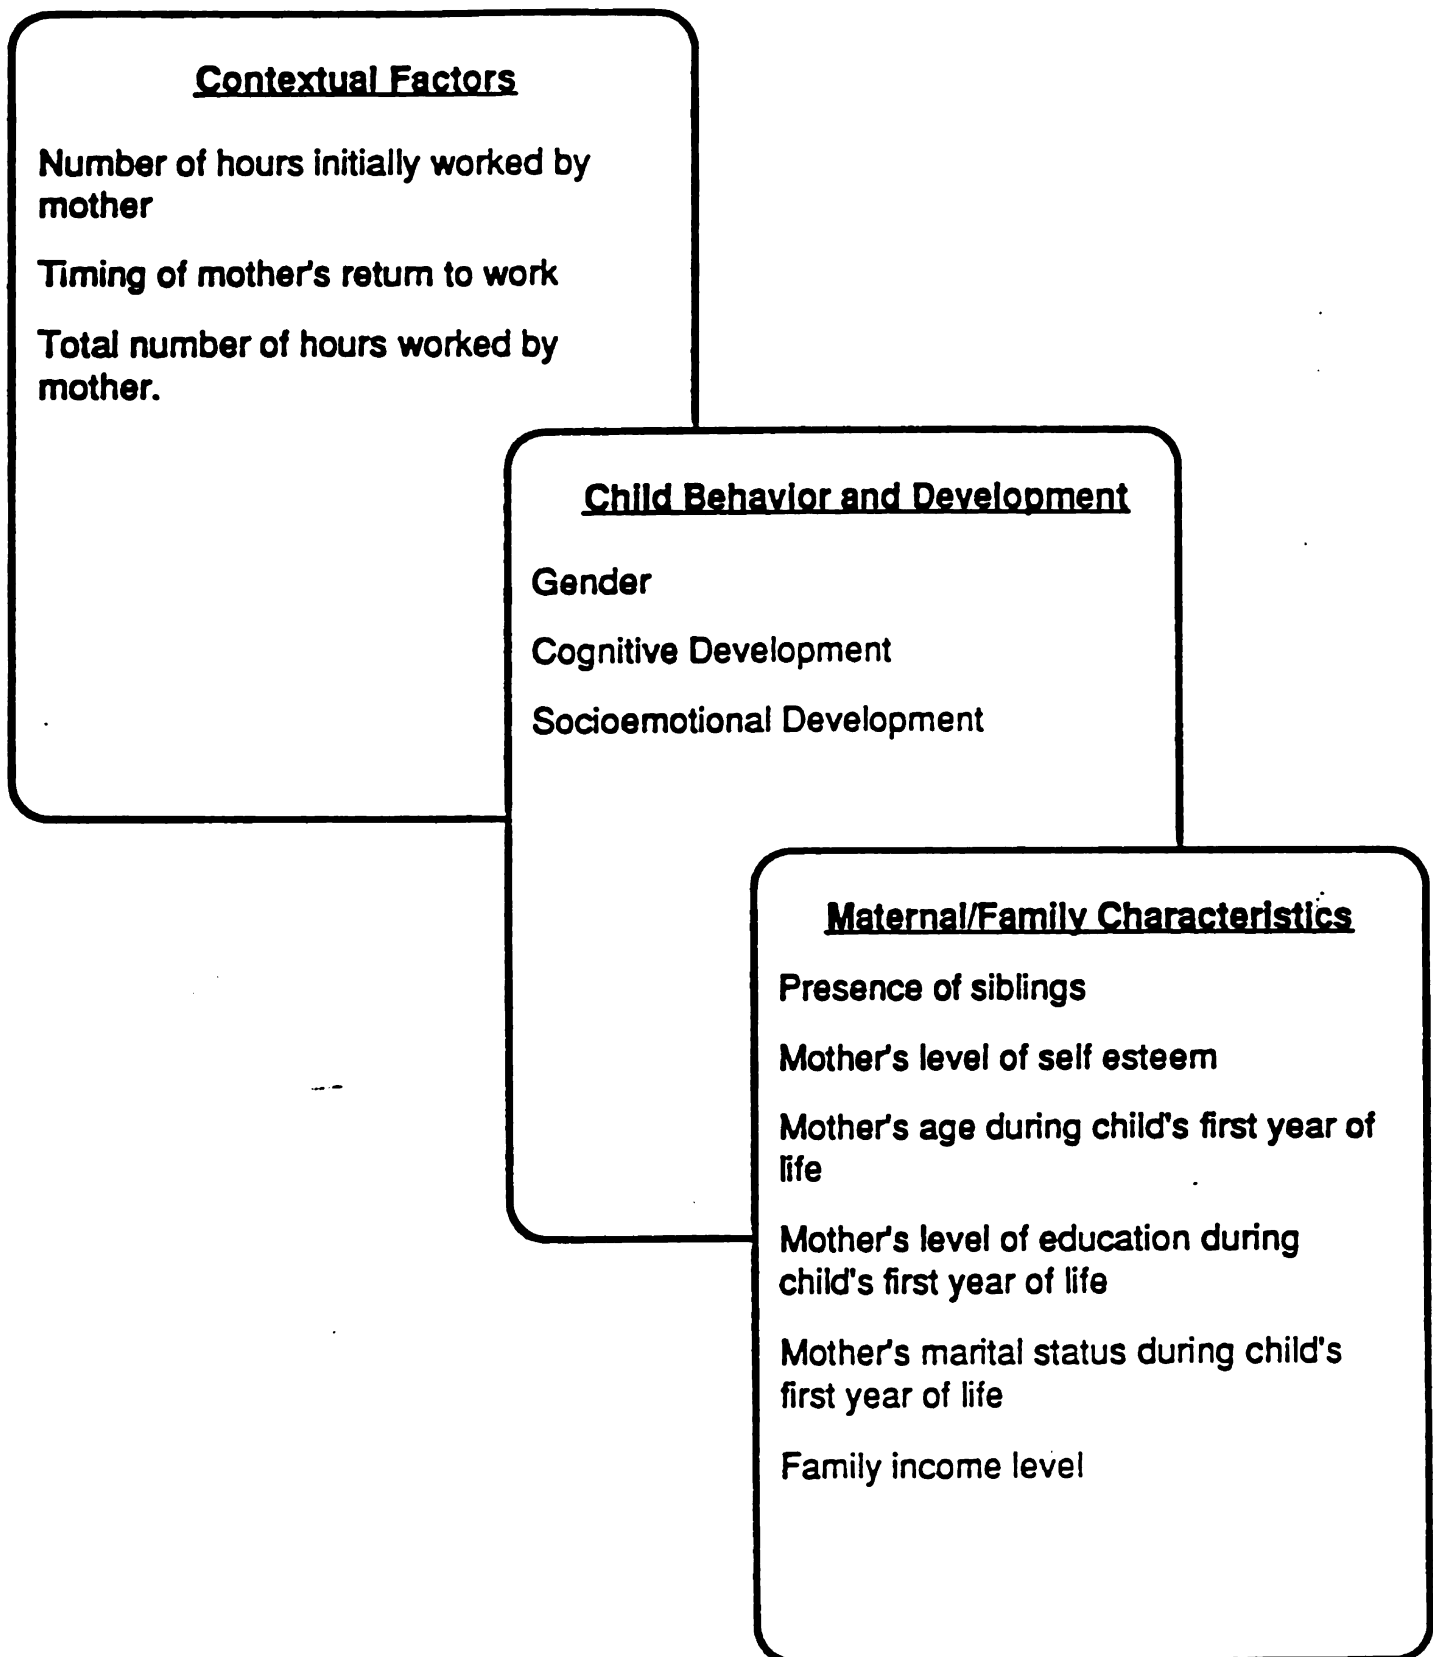 Contextual Factors
Number of hours initially worked by
mother
Timing of mother's return to work
Total number of hours worked by
mother.
Child Behavior and Development
Gender
Cognitive Development
Socioemotional Development
Maternal/Family Characteristics
Presence of siblings
Mother's level of self esteem
Mother's age during child's first year of
life
Mother's level of education during
child's first year of life
Mother's marital status during child's
first year of life
Family income level